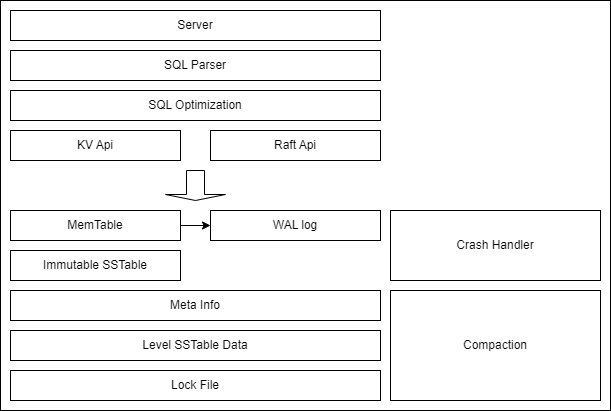 Server
SQL Parser
SQL Optimization
KV Api
Raft Api
MemTable
WAL log
Crash Handler
Immutable SSTable
Meta Info
Level SSTable Data
Compaction
Lock File